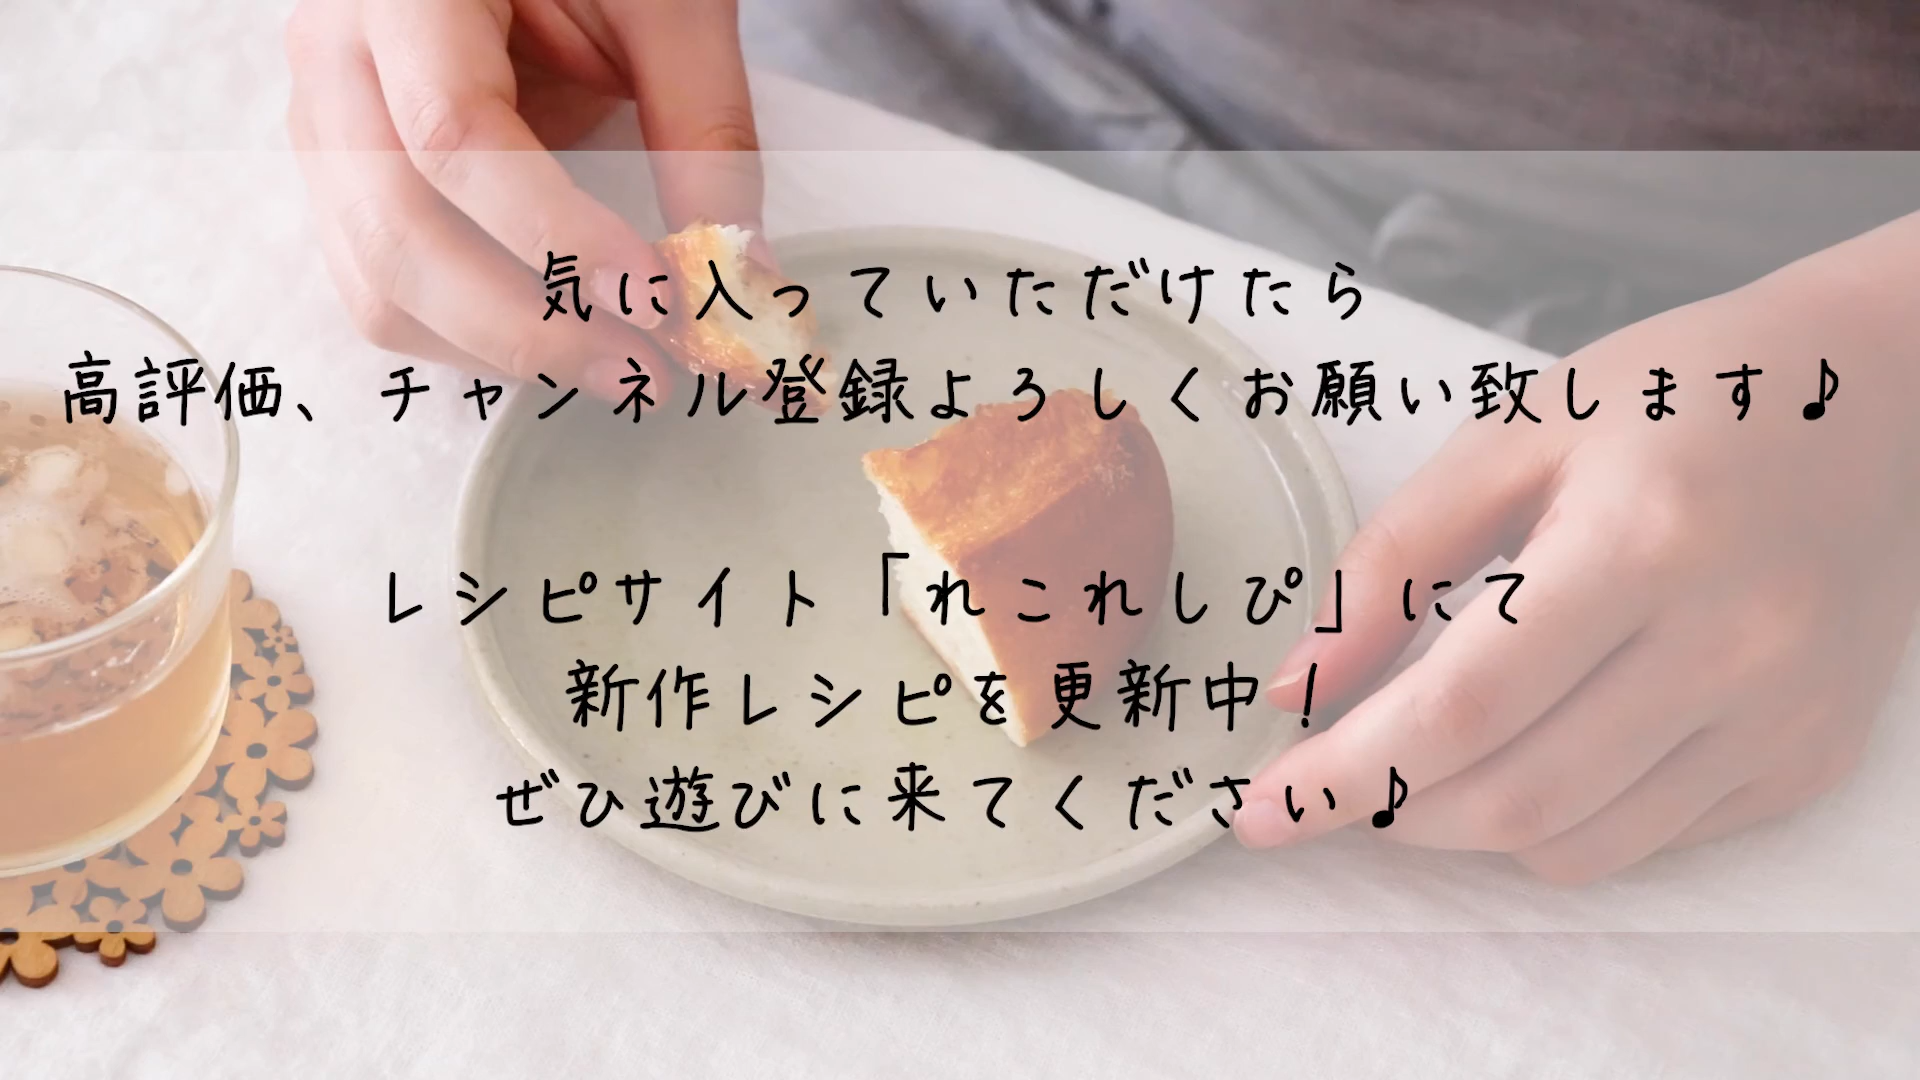 気に入っていただけたら
高評価、チャンネル登録よろしくお願い致します♪
レシピサイト「れこれしぴ」にて
新作レシピを更新中！
ぜひ遊びに来てください♪